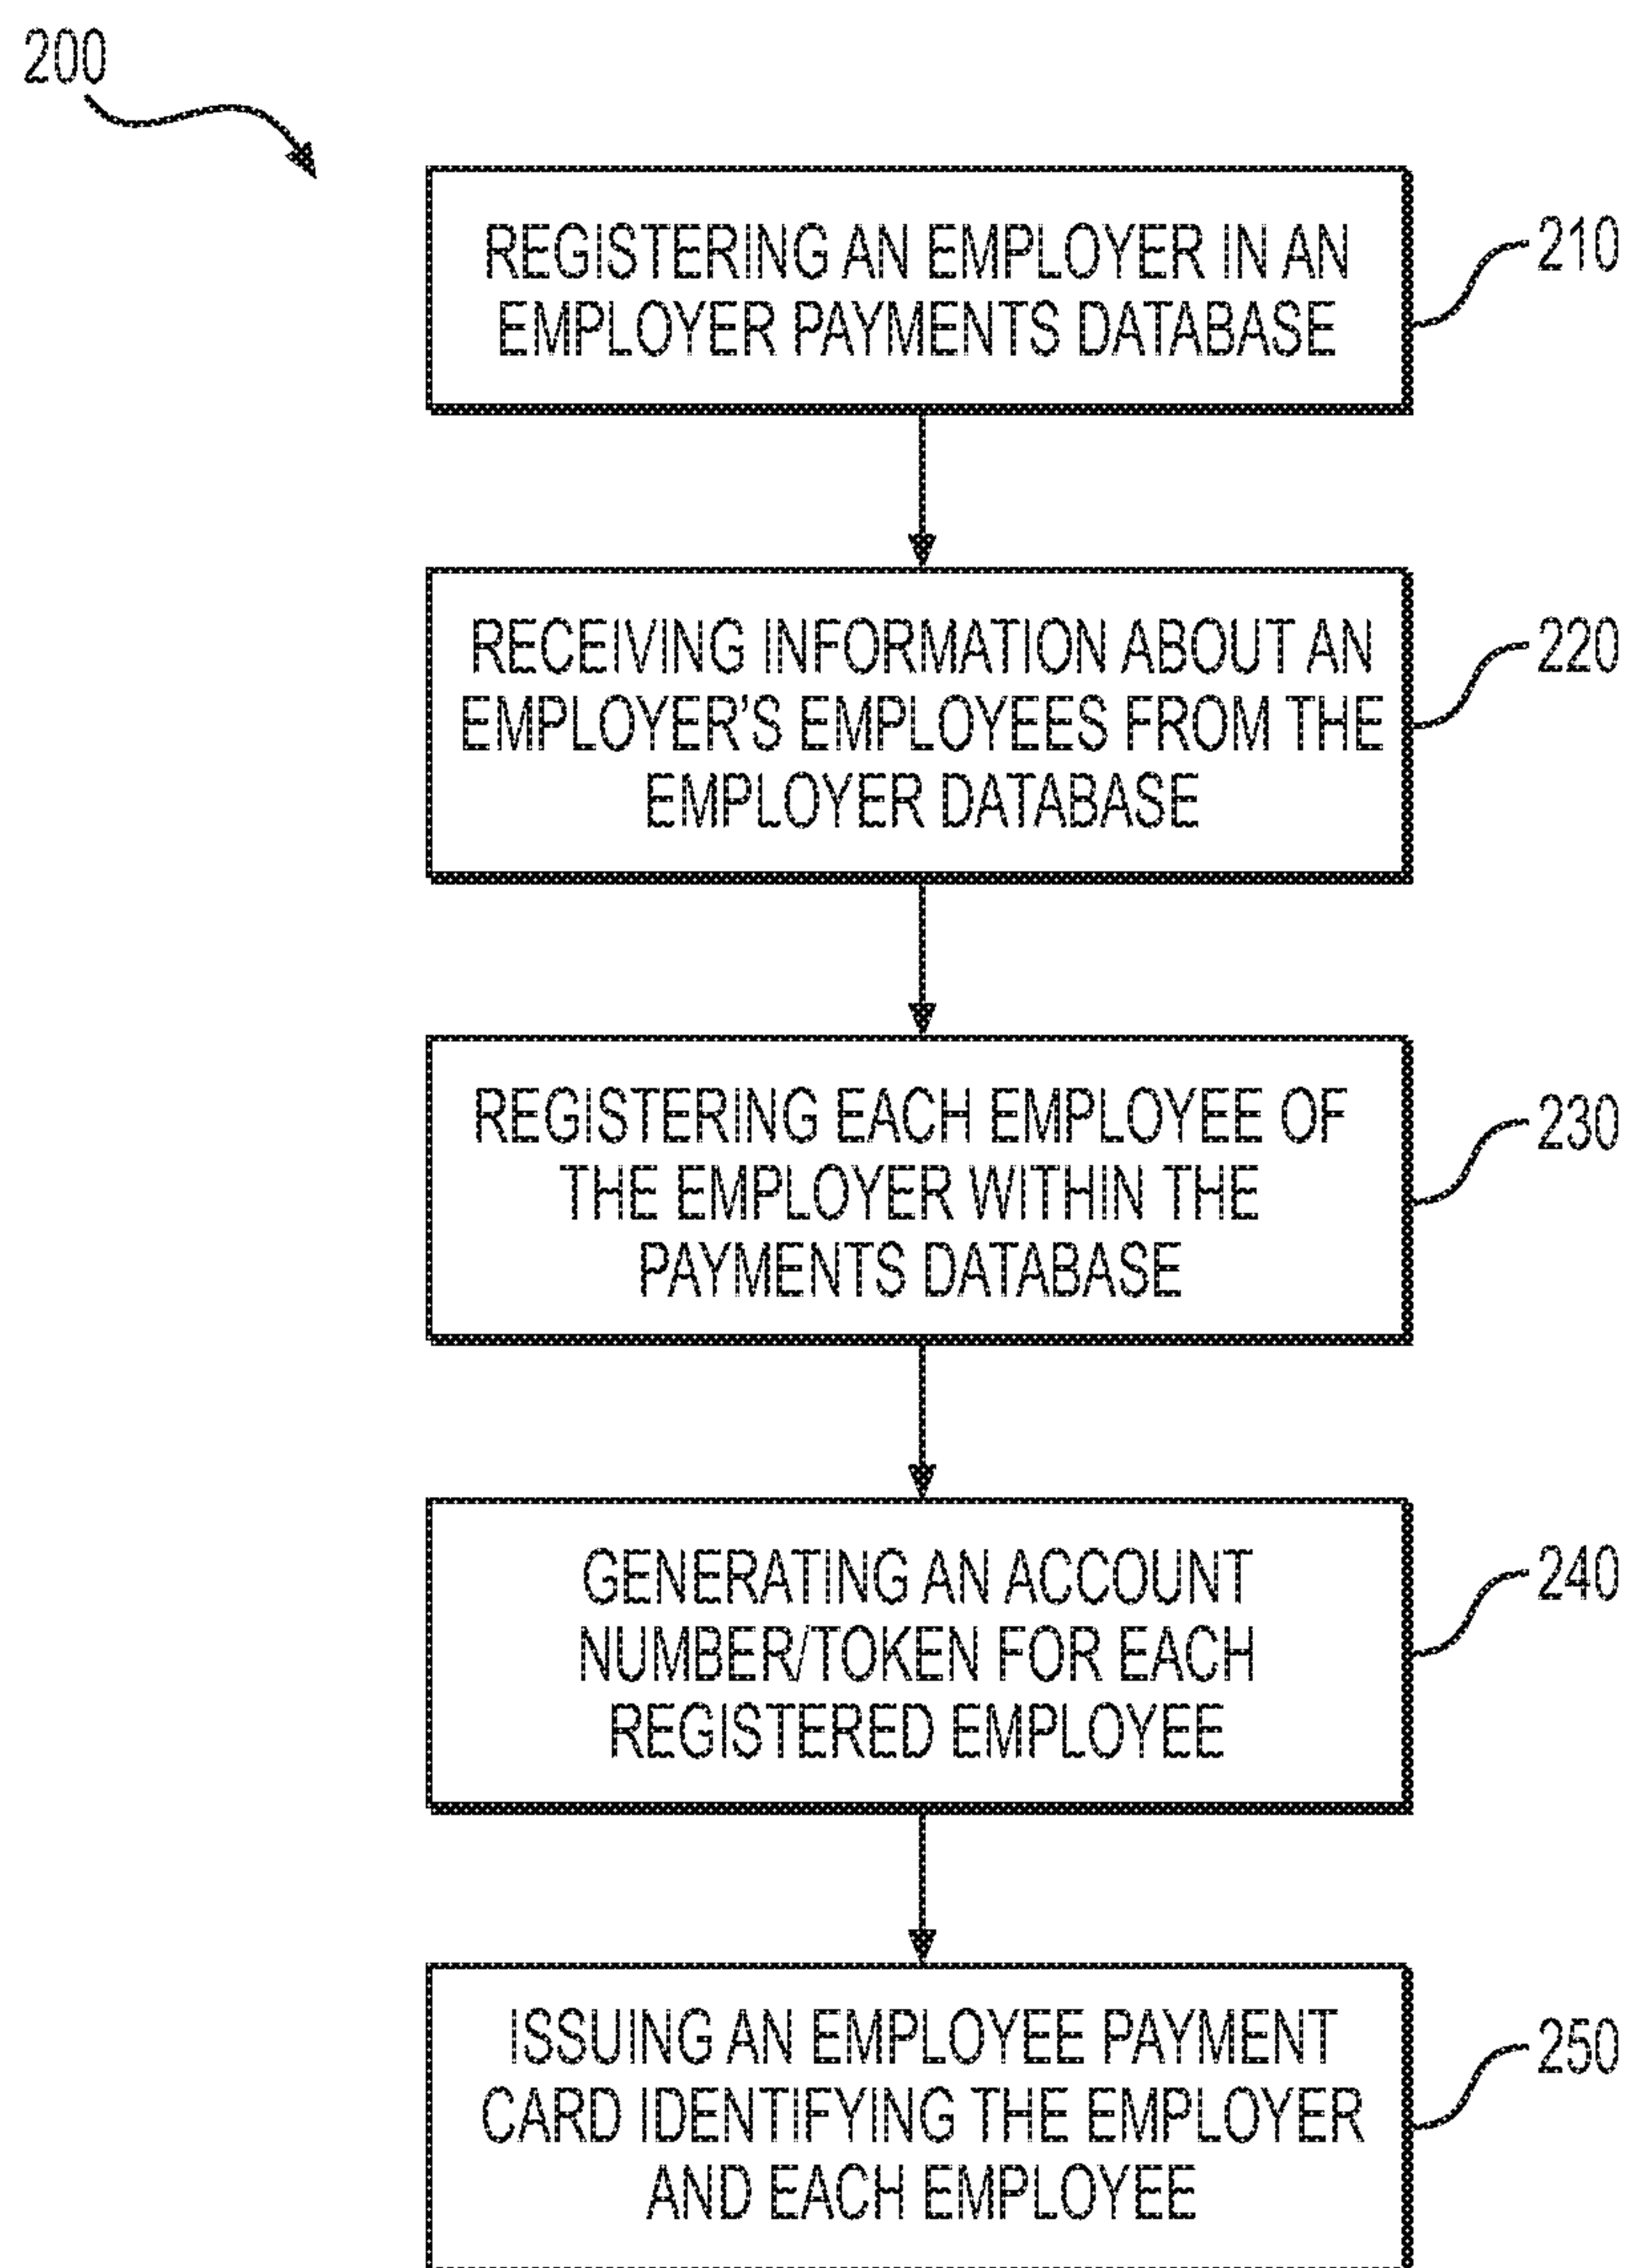 200
REGISTERING AN EMPLOYER IN AN
EMPLOYER PAYMENTS DATABASE
210
RECEIVING INFORMATION ABOUT AN
EMPLOYER'S EMPLOYEES FROM THE
EMPLOYER DATABASE
220
REGISTERING EACH EMPLOYEE OF
THE EMPLOYER WITHIN THE
PAYMENTS DATABASE
230
GENERATING AN ACCOUNT
NUMBER/TOKEN FOR EACH
REGISTERED EMPLOYEE
240
ISSUING AN EMPLOYEE PAYMENT
CARD IDENTIFYING THE EMPLOYER
AND EACH EMPLOYEE
250